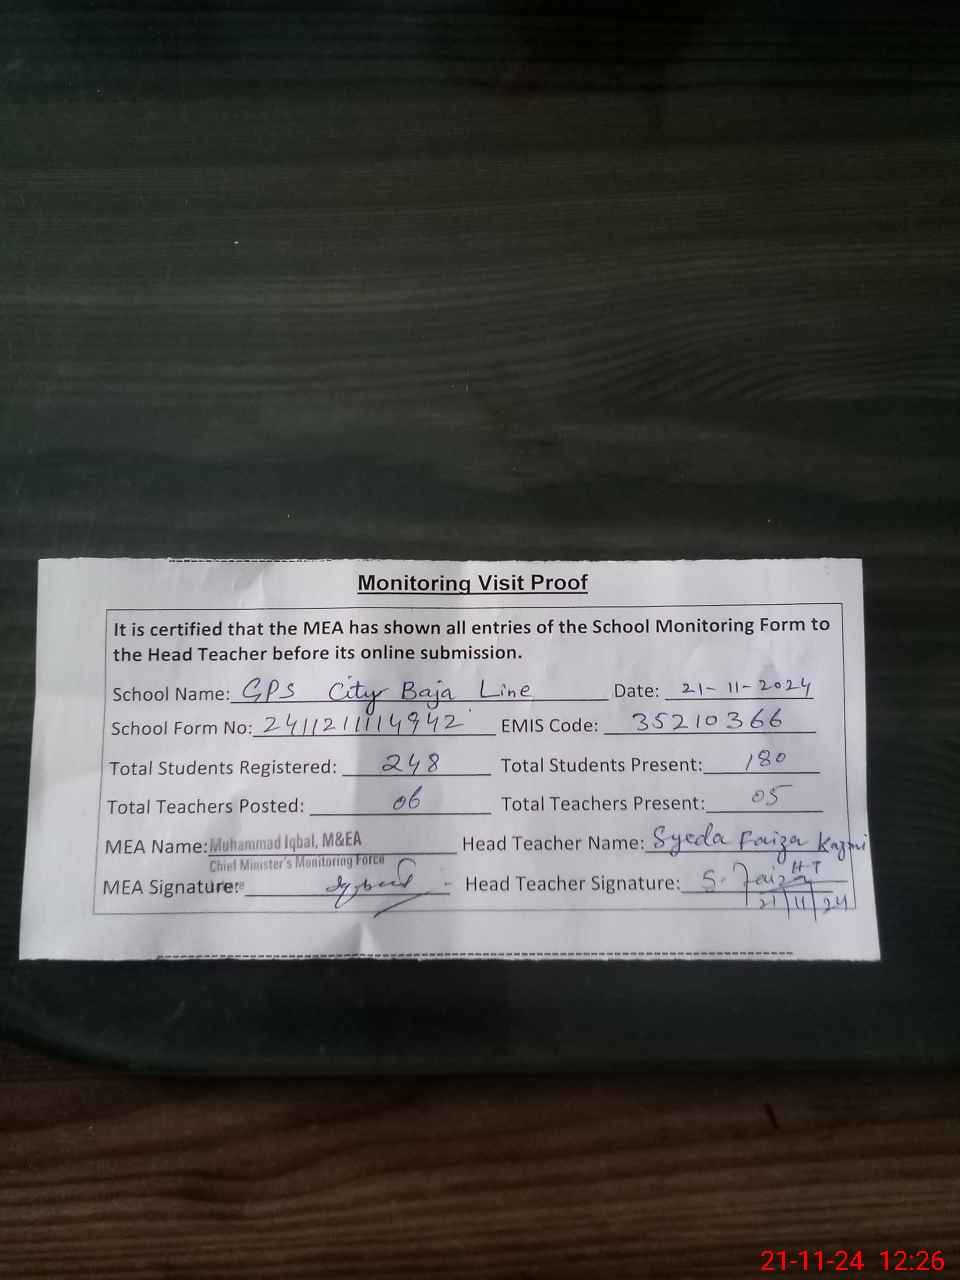 Monitoring Visit Proof
It is certified that the MEA has shown all entries of the School Monitoring Form to
the Head Teacher before its online submission.
School Name: GPS City Baja Line Date: 21-11-2024
School Form No: 2411211114942 EMIS Code: 35210366
Total Students Registered: 248 Total Students Present: 180
Total Teachers Posted: 06 Total Teachers Present: 05
MEA Name: Muhammad Iqbal, M&EA Head Teacher Name: Syeda Faiza Kazmi
Chief Minister's Monitoring Force
MEA Signature: Head Teacher Signature: S. Faiza H-T
21/11/24
21-11-24 12:26